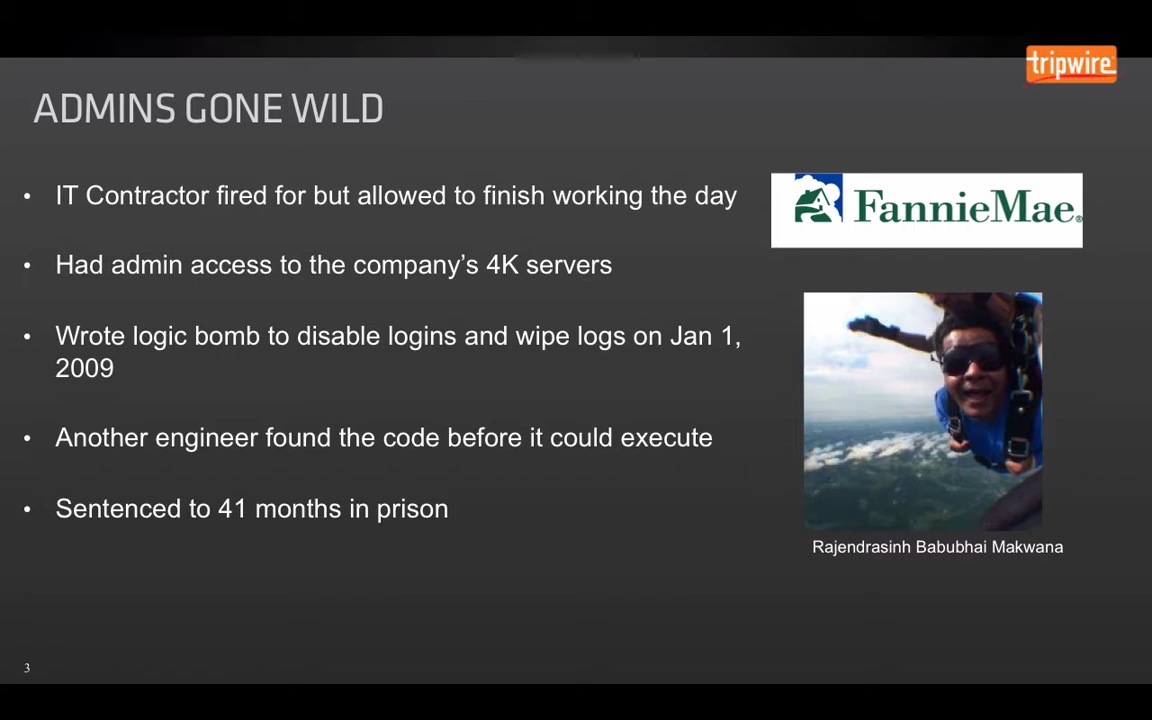 tripwire
ADMINS GONE WILD
• IT Contractor fired for but allowed to finish working the day
• Had admin access to the company’s 4K servers
• Wrote logic bomb to disable logins and wipe logs on Jan 1,
2009
• Another engineer found the code before it could execute
• Sentenced to 41 months in prison
FannieMae®
Rajendrasinh Babubhai Makwana
3